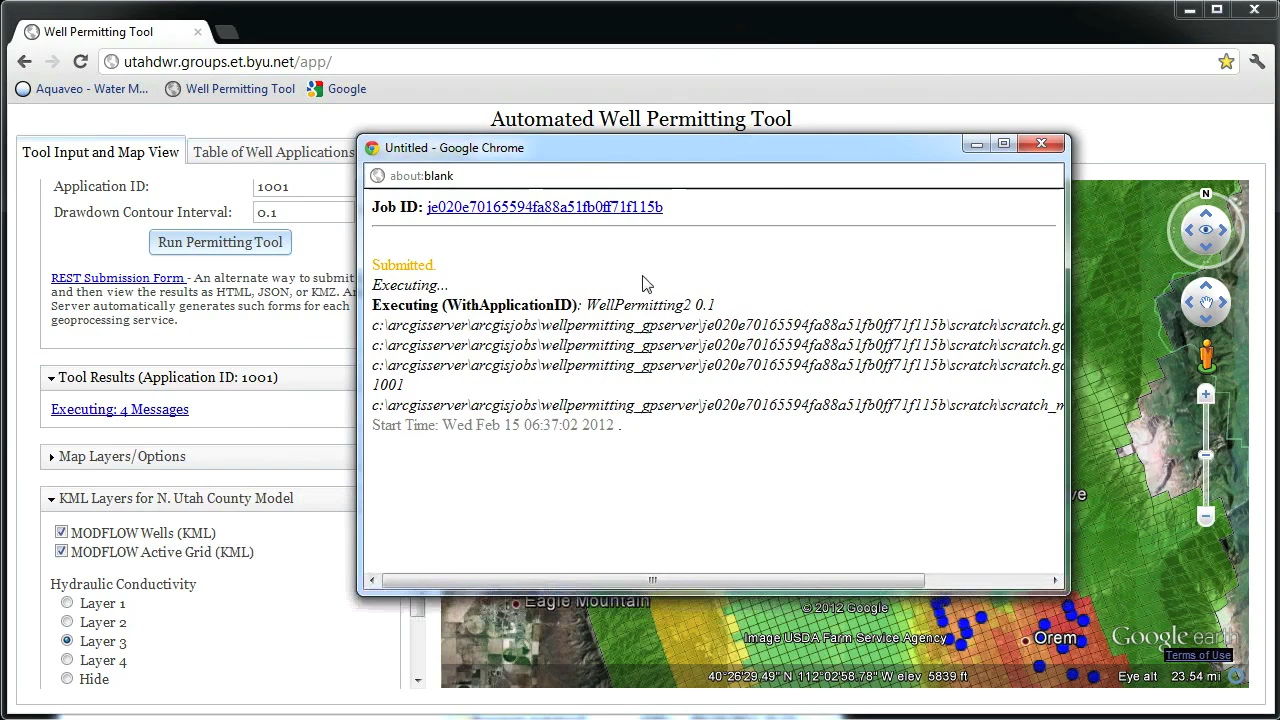 Well Permitting Tool
utahdwr.groups.et.byu.net/app/
Aquaveo - Water M...
Well Permitting Tool
Google
Automated Well Permitting Tool
Tool Input and Map View
Table of Well Applications
Application ID:
1001
Drawdown Contour Interval:
0.1
Run Permitting Tool
REST Submission Form - An alternate way to submit
and then view the results as HTML, JSON, or KMZ.
Server automatically generates such forms for each
geoprocessing service.
Tool Results (Application ID: 1001)
Executing: 4 Messages
Map Layers/Options
KML Layers for N. Utah County Model
MODFLOW Wells (KML)
MODFLOW Active Grid (KML)
Hydraulic Conductivity
Layer 1
Layer 2
Layer 3
Layer 4
Hide
Untitled - Google Chrome
about:blank
Job ID: je020e70165594fa88a51fb0ff71f115b
Submitted.
Executing...
Executing (WithApplicationID): WellPermitting2 0.1
c:\arcgisserver\arcgisjobs\wellpermitting_gpserver\je020e70165594fa88a51fb0ff71f115b\scratch\scratch.g
c:\arcgisserver\arcgisjobs\wellpermitting_gpserver\je020e70165594fa88a51fb0ff71f115b\scratch\scratch.g
c:\arcgisserver\arcgisjobs\wellpermitting_gpserver\je020e70165594fa88a51fb0ff71f115b\scratch\scratch.g
1001
c:\arcgisserver\arcgisjobs\wellpermitting_gpserver\je020e70165594fa88a51fb0ff71f115b\scratch\scratch_
Start Time: Wed Feb 15 06:37:02 2012 .
N
ve
Eagle Mountain
© 2012 Google
Image USDA Farm Service Agency
Orem
Google earth
Terms of Use
40°26'29.49" N 112°02'58.78" W elev 5839 ft
Eye alt 23.54 mi